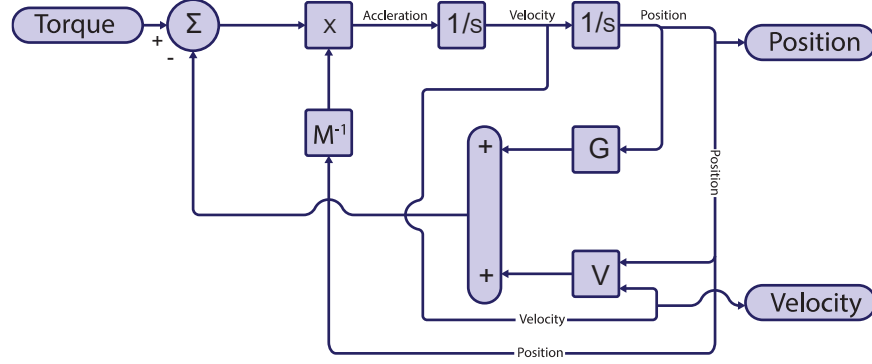 Torque
+
-
Σ
x
Accleration
1/s
Velocity
1/s
Position
Position
M⁻¹
+
G
Position
+
V
Velocity
Velocity
Position